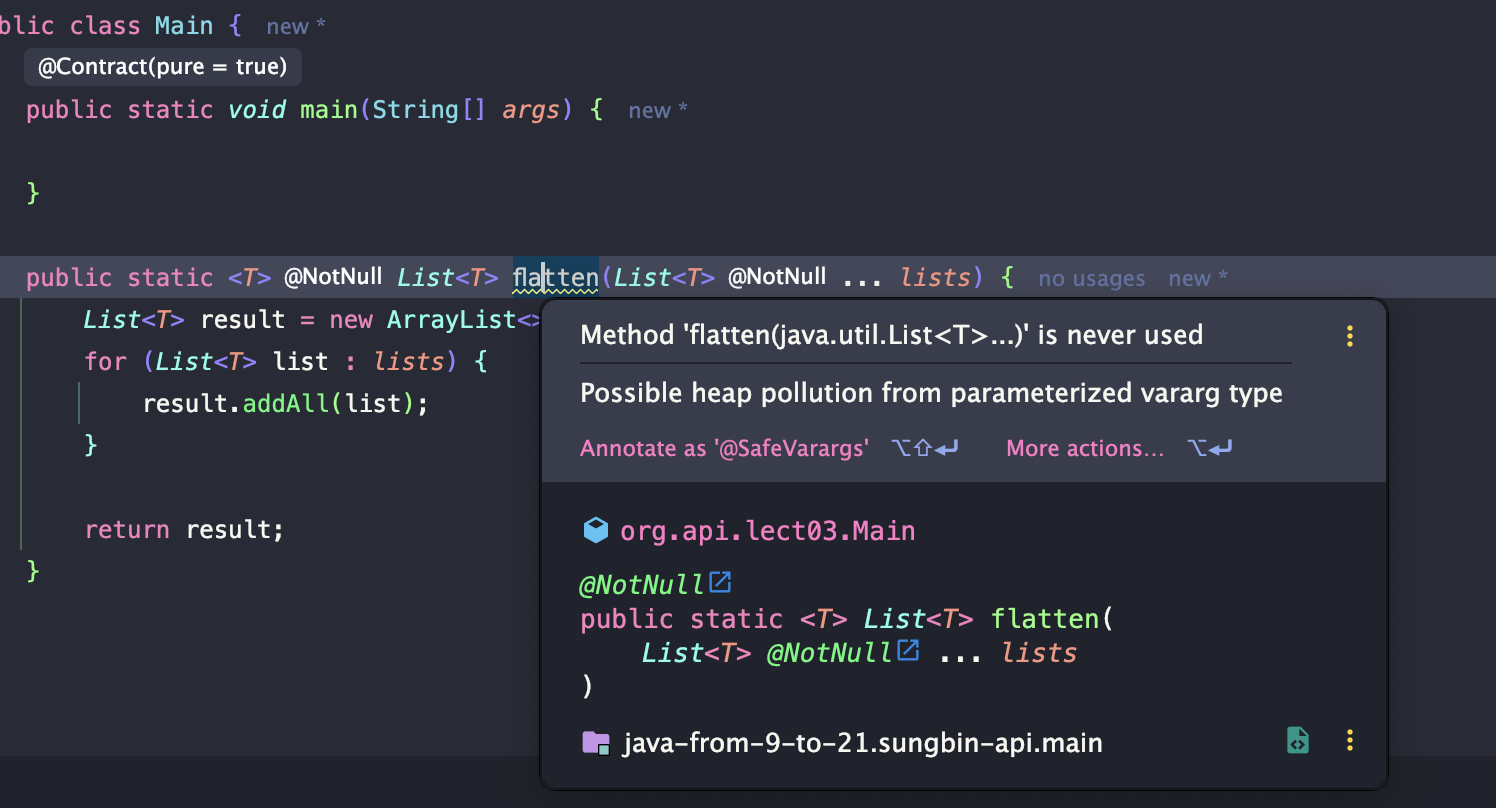 blic class Main {  new *
@Contract(pure = true)
public static void main(String[] args) {  new *
}
public static <T> @NotNull List<T> flatten(List<T> @NotNull ... lists) {  no usages  new *
List<T> result = new ArrayList<>
for (List<T> list : lists) {
result.addAll(list);
}
return result;
}
Method 'flatten(java.util.List<T>...)' is never used
Possible heap pollution from parameterized vararg type
Annotate as '@SafeVarargs' ⌥⇧↩ More actions... ⌥↩
org.api.lect03.Main
@NotNull
public static <T> List<T> flatten(
List<T> @NotNull ... lists
)
java-from-9-to-21.sungbin-api.main